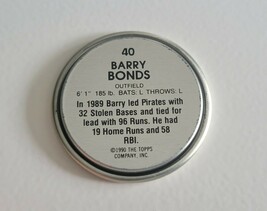 40
BARRY
BONDS
OUTFIELD
6' 1" 185 lb. BATS: L THROWS: L
In 1989 Barry led Pirates with
32 Stolen Bases and tied for
lead with 96 Runs. He had
19 Home Runs and 58
RBI.
©1990 THE TOPPS
COMPANY, INC.